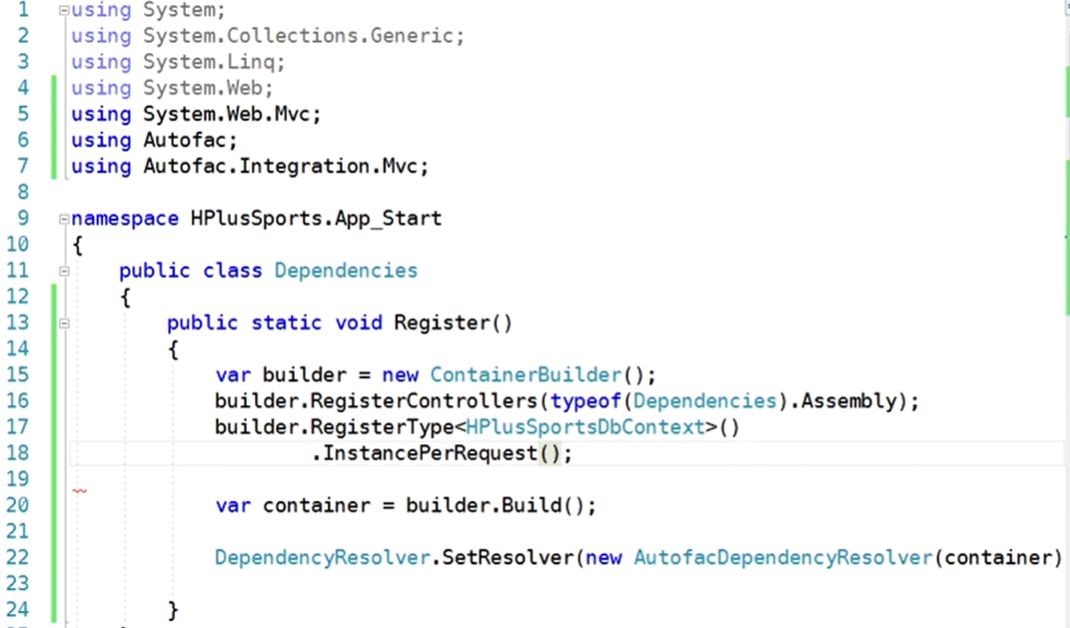 1 using System;
2 using System.Collections.Generic;
3 using System.Linq;
4 using System.Web;
5 using System.Web.Mvc;
6 using Autofac;
7 using Autofac.Integration.Mvc;
8
9 namespace HPlusSports.App_Start
10 {
11     public class Dependencies
12     {
13         public static void Register()
14         {
15             var builder = new ContainerBuilder();
16             builder.RegisterControllers(typeof(Dependencies).Assembly);
17             builder.RegisterType<HPlusSportsDbContext>()
18                     .InstancePerRequest();
19
20             var container = builder.Build();
21
22             DependencyResolver.SetResolver(new AutofacDependencyResolver(container)
23
24         }